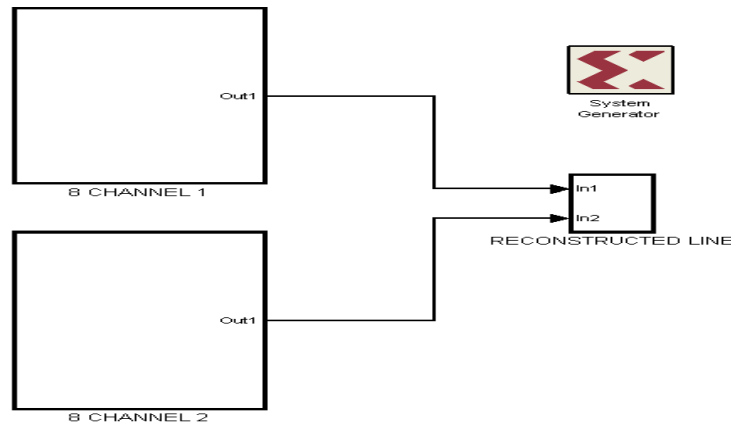 Out1
8 CHANNEL 1
System
Generator
In1
In2
RECONSTRUCTED LINE
Out1
8 CHANNEL 2